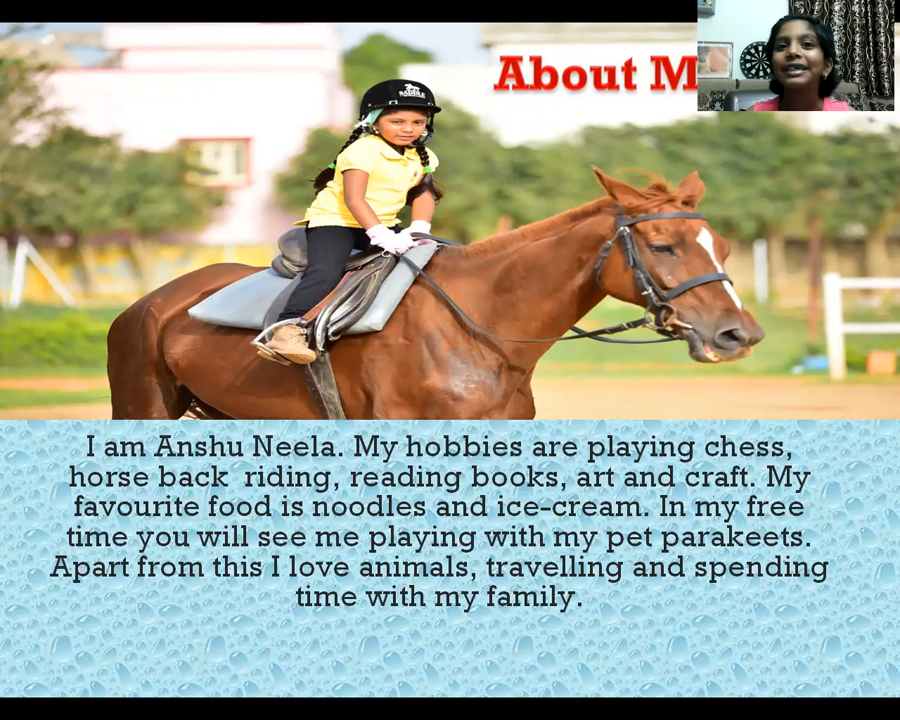 About M
SADDLE
I am Anshu Neela. My hobbies are playing chess,
horse back riding, reading books, art and craft. My
favourite food is noodles and ice-cream. In my free
time you will see me playing with my pet parakeets.
Apart from this I love animals, travelling and spending
time with my family.